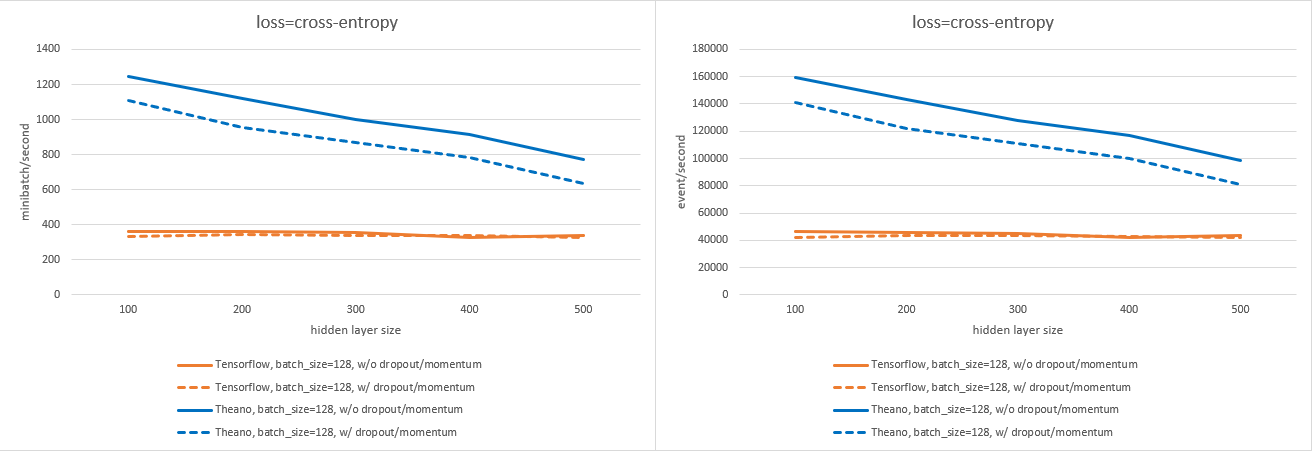 loss=cross-entropy
1400
1200
1000
800
600
400
200
0
minibatch/second
100 200 300 400 500
hidden layer size
Tensorflow, batch_size=128, w/o dropout/momentum
Tensorflow, batch_size=128, w/ dropout/momentum
Theano, batch_size=128, w/o dropout/momentum
Theano, batch_size=128, w/ dropout/momentum
loss=cross-entropy
180000
160000
140000
120000
100000
80000
60000
40000
20000
0
event/second
100 200 300 400 500
hidden layer size
Tensorflow, batch_size=128, w/o dropout/momentum
Tensorflow, batch_size=128, w/ dropout/momentum
Theano, batch_size=128, w/o dropout/momentum
Theano, batch_size=128, w/ dropout/momentum